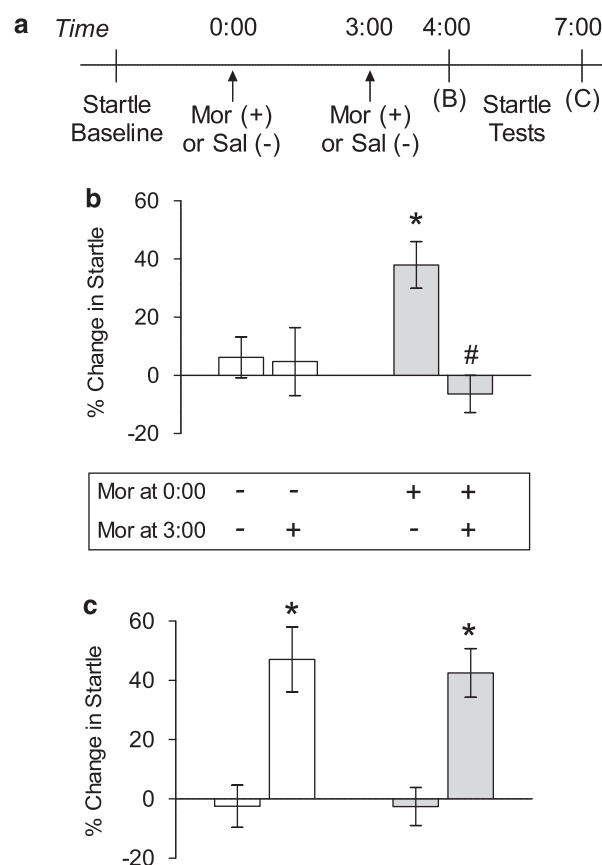 a Time 0:00 3:00 4:00 7:00
Startle Baseline
Mor (+) or Sal (-)
Mor (+) or Sal (-)
(B) Startle Tests (C)
b
% Change in Startle
60
40
20
0
-20
*
#
Mor at 0:00 - - + +
Mor at 3:00 - + - +
c
% Change in Startle
60
40
20
0
-20
*
*